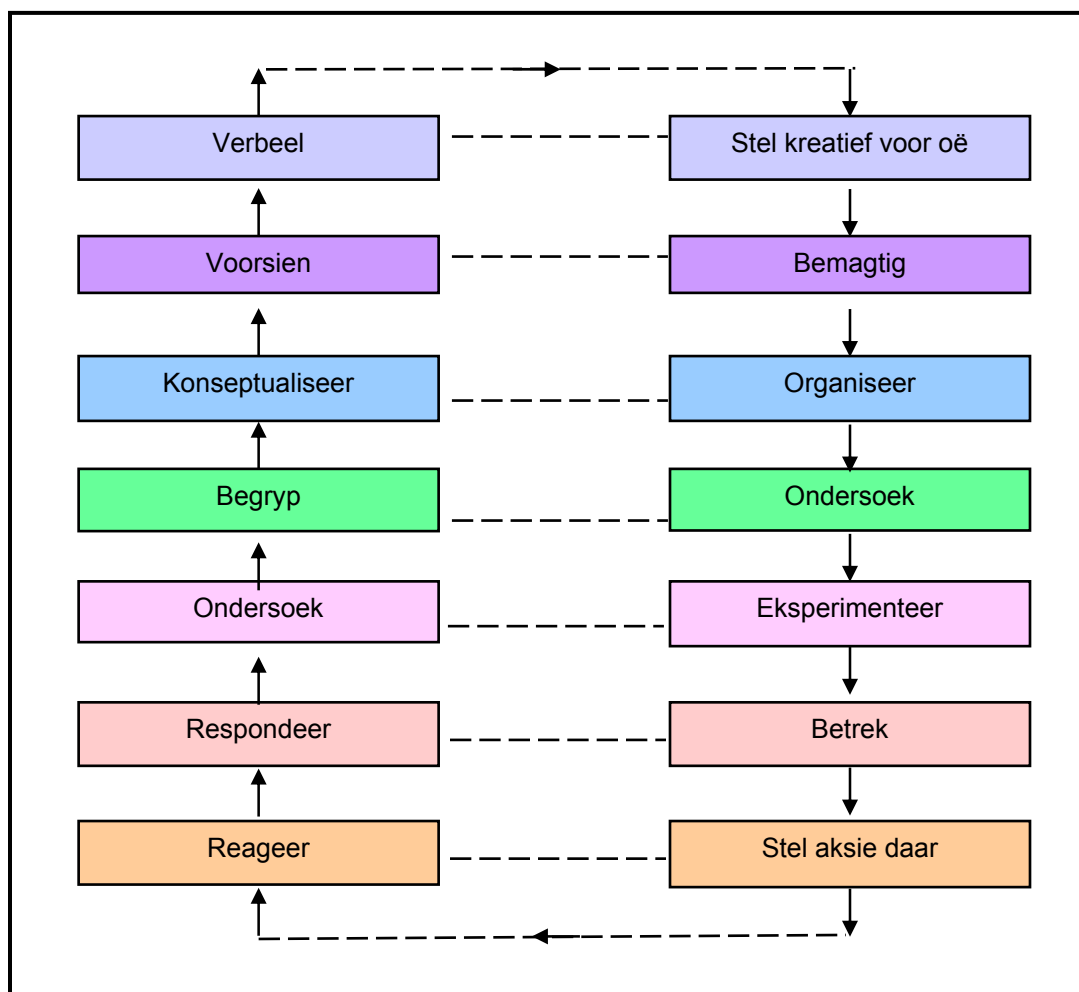 Verbeel
Stel kreatief voor oë
Voorsien
Bemagtig
Konseptualiseer
Organiseer
Begryp
Ondersoek
Ondersoek
Eksperimenteer
Respondeer
Betrek
Reageer
Stel aksie daar